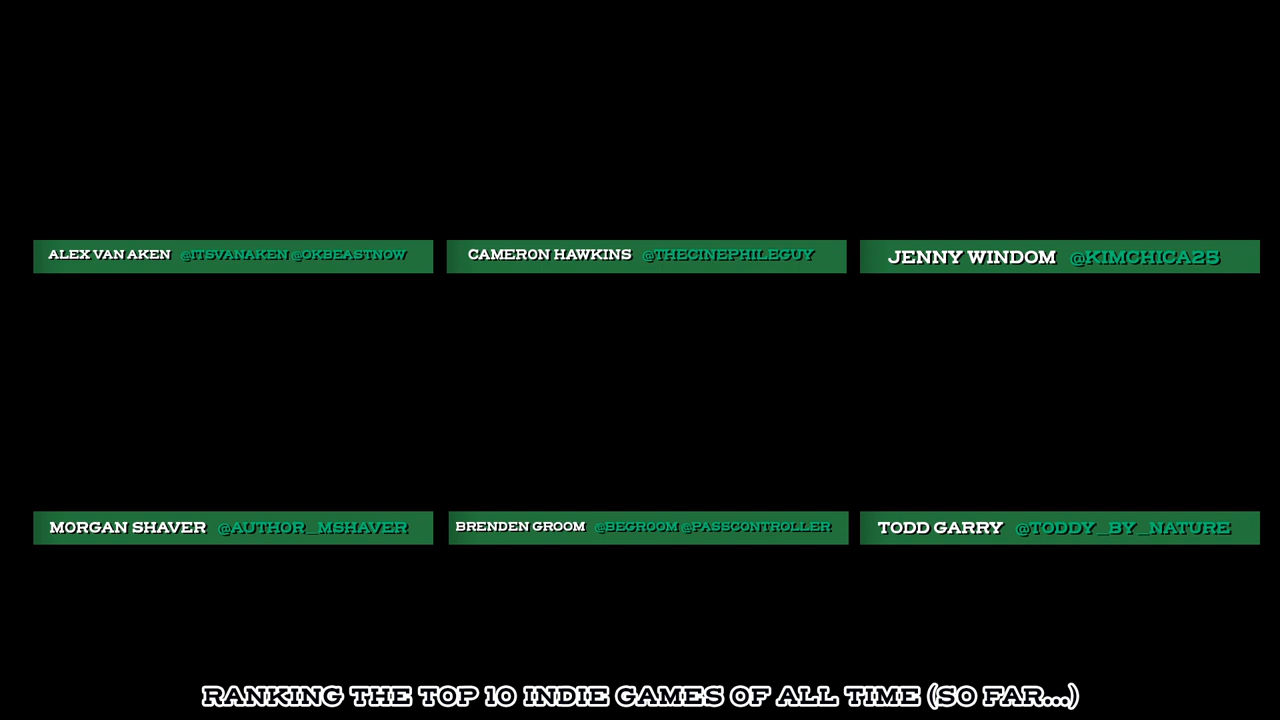 ALEX VAN AKEN @ITSVANAKEN @OKBEASTNOW
CAMERON HAWKINS @THECINEPHILEGUY
JENNY WINDOM @KIMCHICA25
MORGAN SHAVER @AUTHOR_MSHAVER
BRENDEN GROOM @BEGROOM @PASSCONTROLLER
TODD GARRY @TODDY_BY_NATURE
RANKING THE TOP 10 INDIE GAMES OF ALL TIME (SO FAR...)